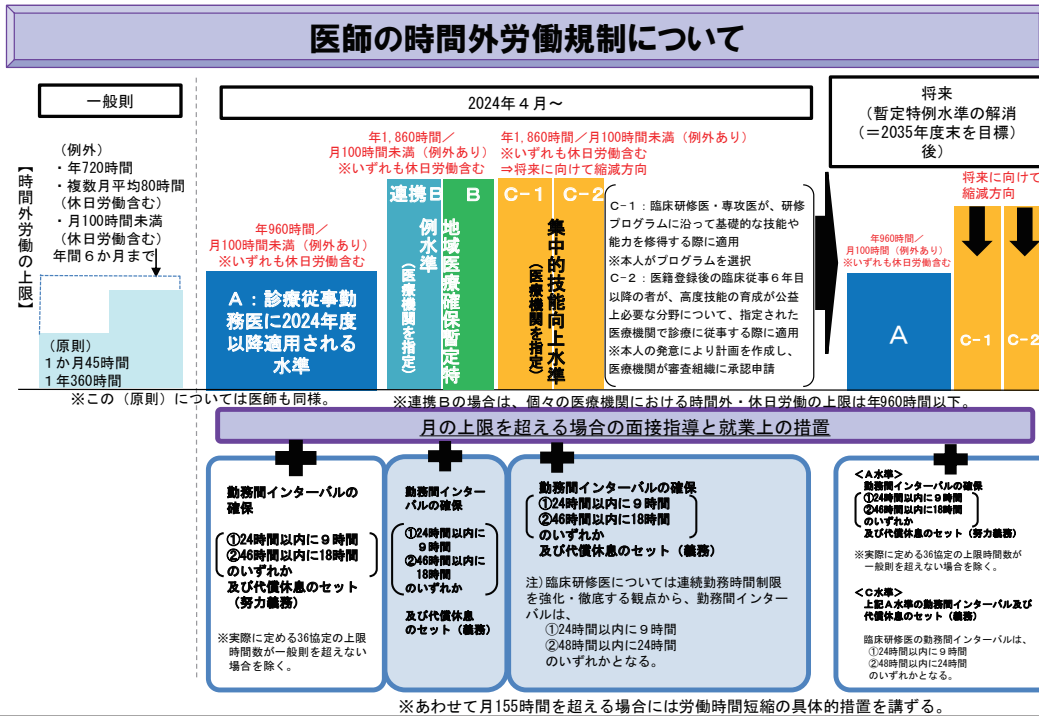 医師の時間外労働規制について
一般則
2024年４月～
将来
（暫定特例水準の解消
（＝2035年度末を目標）
後）
【時間外労働の上限】
（例外）
・年720時間
・複数月平均80時間
（休日労働含む）
・月100時間未満
（休日労働含む）
年間６か月まで
（原則）
１か月45時間
１年360時間
※この（原則）については医師も同様。
年960時間／
月100時間未満（例外あり）
※いずれも休日労働含む
A：診療従事勤
務医に2024年度
以降適用される
水準
年1,860時間／
月100時間未満（例外あり）
※いずれも休日労働含む
連携B
B
地域医療確保暫定特
例水準
（医療機関を指定）
年1,860時間／月100時間未満（例外あり）
※いずれも休日労働含む
⇒将来に向けて縮減方向
C-1
C-2
集中的技能向上水準
（医療機関を指定）
C-1：臨床研修医・専攻医が、研修
プログラムに沿って基礎的な技能や
能力を修得する際に適用
※本人がプログラムを選択
C-2：医籍登録後の臨床従事６年目
以降の者が、高度技能の育成が公益
上必要な分野について、指定された
医療機関で診療に従事する際に適用
※本人の発意により計画を作成し、
医療機関が審査組織に承認申請
将来に向けて
縮減方向
年960時間／
月100時間（例外あり）
※いずれも休日労働含む
A
C-1
C-2
※連携Bの場合は、個々の医療機関における時間外・休日労働の上限は年960時間以下。
月の上限を超える場合の面接指導と就業上の措置
勤務間インターバルの
確保
①24時間以内に９時間
②46時間以内に18時間
のいずれか
及び代償休息のセット
（努力義務）
※実際に定める36協定の上限
時間数が一般則を超えない
場合を除く。
勤務間インター
バルの確保
①24時間以内に
９時間
②46時間以内に
18時間
のいずれか
及び代償休息
のセット（義務）
勤務間インターバルの確保
①24時間以内に９時間
②46時間以内に18時間
のいずれか
及び代償休息のセット（義務）
注）臨床研修医については連続勤務時間制限
を強化・徹底する観点から、勤務間インター
バルは、
①24時間以内に９時間
②48時間以内に24時間
のいずれかとなる。
＜A水準＞
勤務間インターバルの確保
①24時間以内に９時間
②46時間以内に18時間
のいずれか
及び代償休息のセット（努力義務）
※実際に定める36協定の上限時間数が
一般則を超えない場合を除く。
＜C水準＞
上記A水準の勤務間インターバル及び
代償休息のセット（義務）
臨床研修医の勤務間インターバルは、
①24時間以内に９時間
②48時間以内に24時間
のいずれかとなる。
※あわせて月155時間を超える場合には労働時間短縮の具体的措置を講ずる。